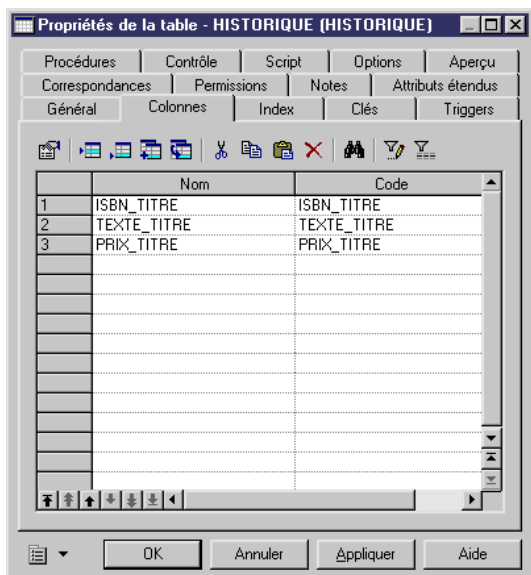 Propriétés de la table - HISTORIQUE (HISTORIQUE)
Procédures Contrôle Script Options Aperçu
Correspondances Permissions Notes Attributs étendus
Général Colonnes Index Clés Triggers
Nom Code
1 ISBN_TITRE ISBN_TITRE
2 TEXTE_TITRE TEXTE_TITRE
3 PRIX_TITRE PRIX_TITRE
OK Annuler Appliquer Aide